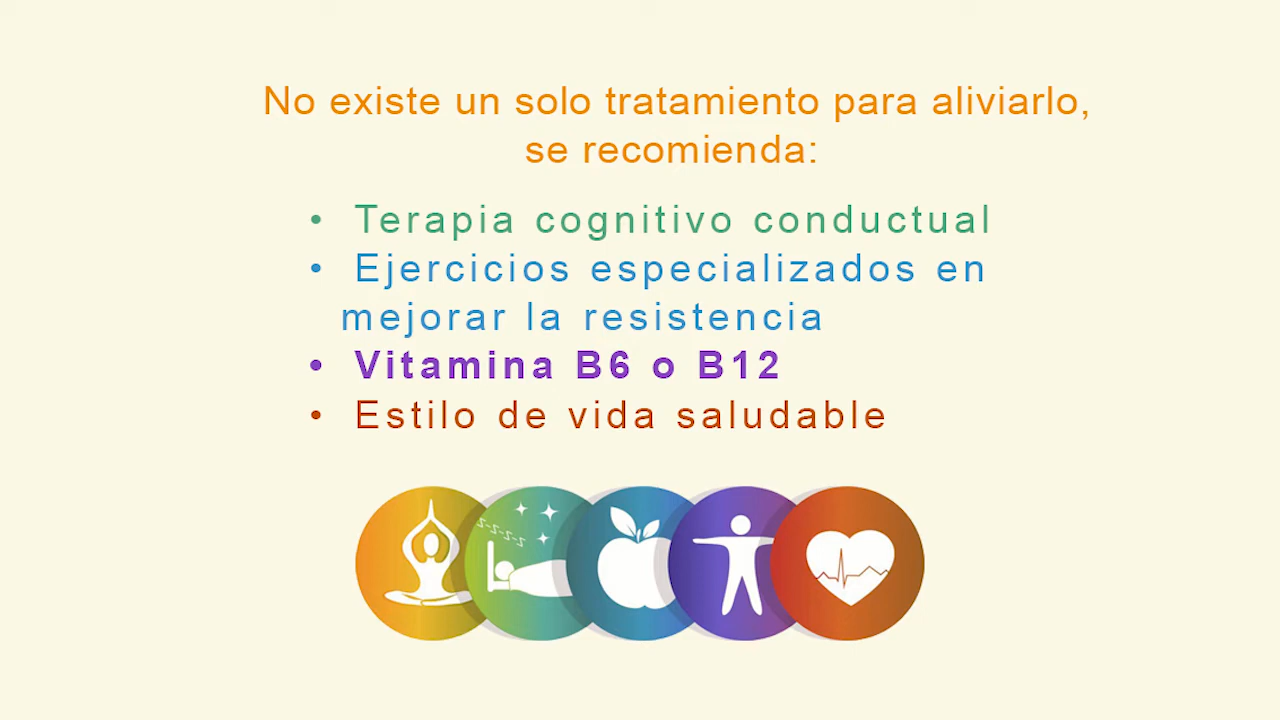 No existe un solo tratamiento para aliviarlo,
se recomienda:
• Terapia cognitivo conductual
• Ejercicios especializados en
mejorar la resistencia
• Vitamina B6 o B12
• Estilo de vida saludable
zzzzz